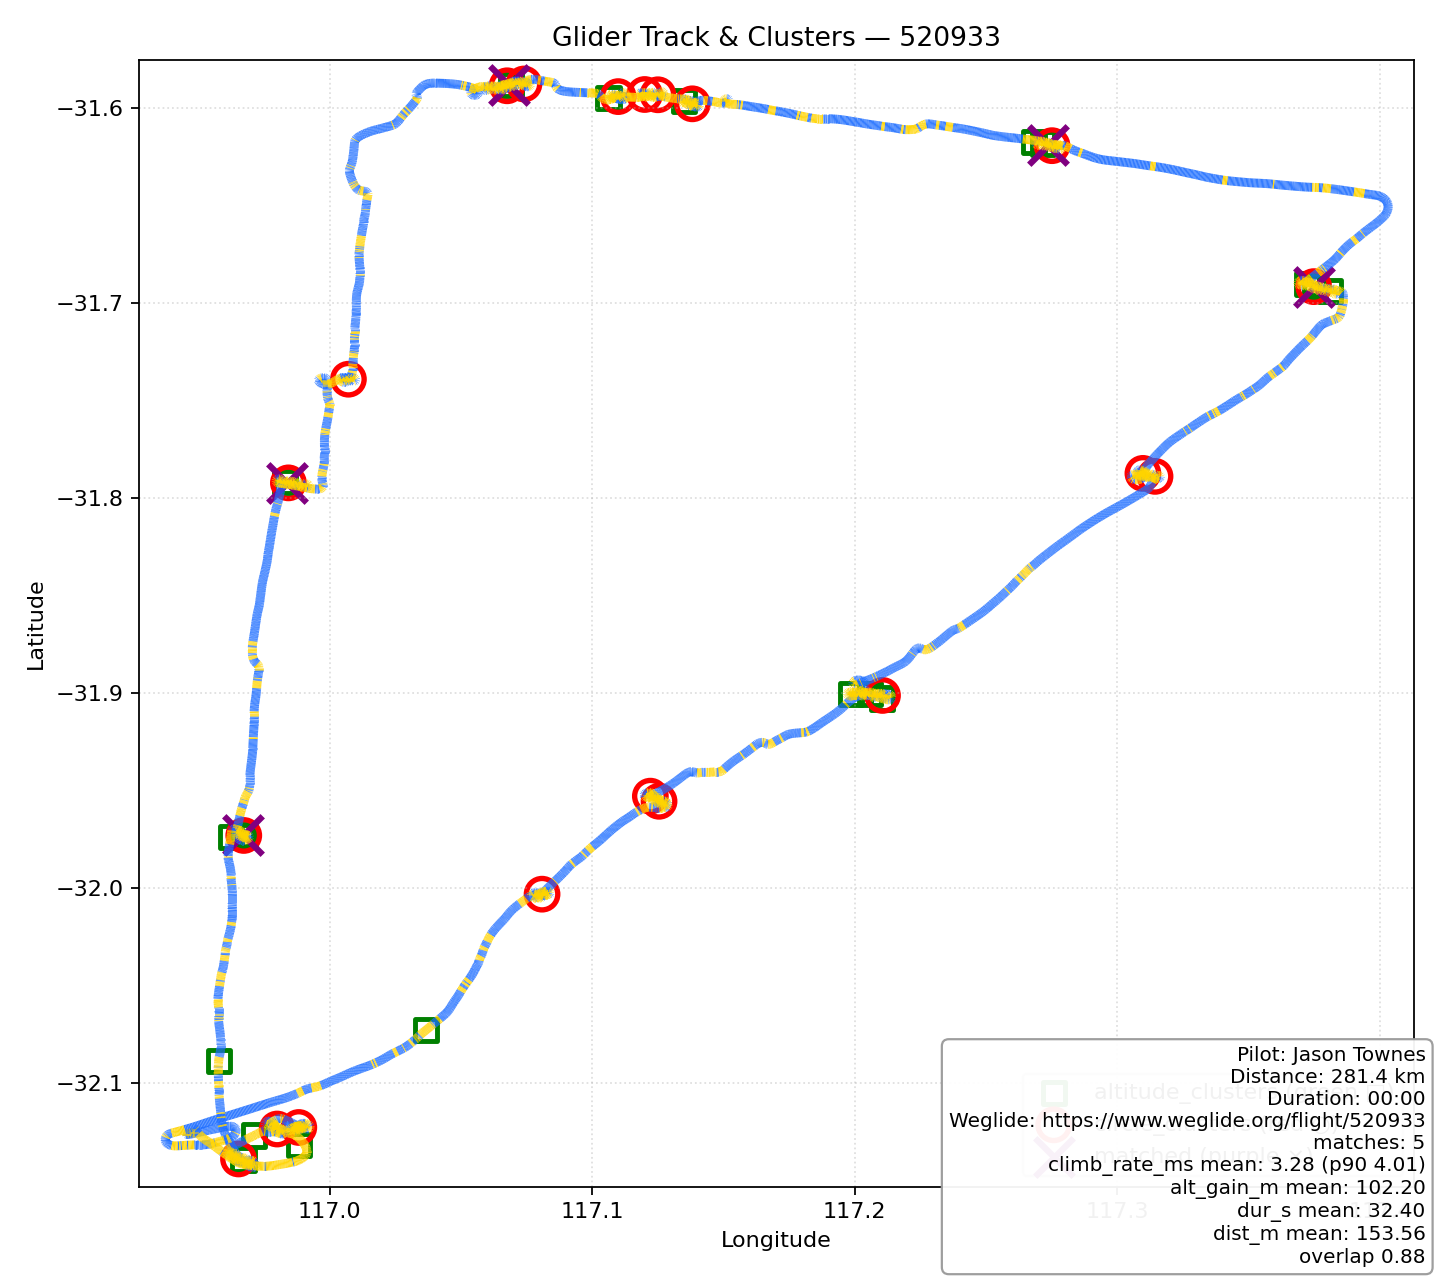 Glider Track & Clusters — 520933
−31.6
−31.7
−31.8
−31.9
−32.0
−32.1
Latitude
117.0
117.1
117.2
117.3
Longitude
Pilot: Jason Townes
Distance: 281.4 km
Duration: 00:00
Weglide: https://www.weglide.org/flight/520933
matches: 5
climb_rate_ms mean: 3.28 (p90 4.01)
alt_gain_m mean: 102.20
dur_s mean: 32.40
dist_m mean: 153.56
overlap 0.88